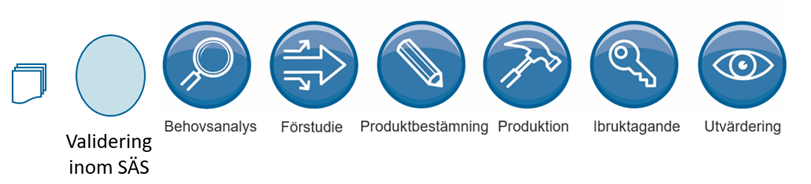 Validering
inom SÄS
Behovsanalys
Förstudie
Produktbestämning
Produktion
Ibruktagande
Utvärdering